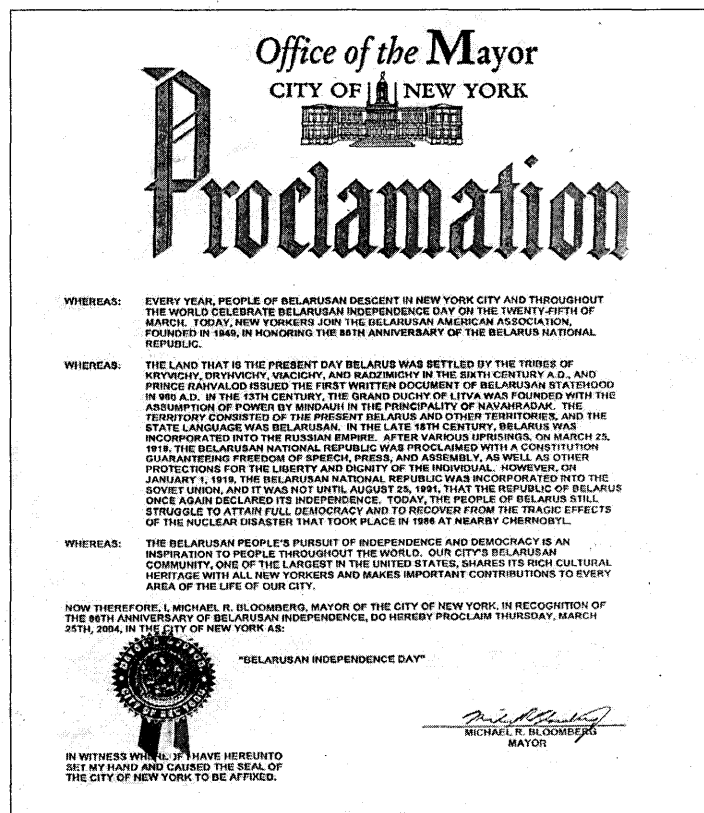 Office of the Mayor
CITY OF NEW YORK
Proclamation
WHEREAS: EVERY YEAR, PEOPLE OF BELARUSAN DESCENT IN NEW YORK CITY AND THROUGHOUT
THE WORLD CELEBRATE BELARUSAN INDEPENDENCE DAY ON THE TWENTY-FIFTH OF
MARCH. TODAY, NEW YORKERS JOIN THE BELARUSAN AMERICAN ASSOCIATION,
FOUNDED IN 1949, IN HONORING THE 86TH ANNIVERSARY OF THE BELARUS NATIONAL
REPUBLIC.
WHEREAS: THE LAND THAT IS THE PRESENT DAY BELARUS WAS SETTLED BY THE TRIBES OF
KRYVICHY, DRYHVICHY, VIACICHY, AND RADZIMICHY IN THE SIXTH CENTURY A.D., AND
PRINCE RAHVALOD ISSUED THE FIRST WRITTEN DOCUMENT OF BELARUSAN STATEHOOD
IN 980 A.D. IN THE 13TH CENTURY, THE GRAND DUCHY OF LITVA WAS FOUNDED WITH THE
ASSUMPTION OF POWER BY MINDAUH IN THE PRINCIPALITY OF NAVAHRADAK. THE
TERRITORY CONSISTED OF THE PRESENT BELARUS AND OTHER TERRITORIES, AND THE
STATE LANGUAGE WAS BELARUSAN. IN THE LATE 18TH CENTURY, BELARUS WAS
INCORPORATED INTO THE RUSSIAN EMPIRE. AFTER VARIOUS UPRISINGS, ON MARCH 25,
1918, THE BELARUSAN NATIONAL REPUBLIC WAS PROCLAIMED WITH A CONSTITUTION
GUARANTEEING FREEDOM OF SPEECH, PRESS, AND ASSEMBLY, AS WELL AS OTHER
PROTECTIONS FOR THE LIBERTY AND DIGNITY OF THE INDIVIDUAL. HOWEVER, ON
JANUARY 1, 1919, THE BELARUSAN NATIONAL REPUBLIC WAS INCORPORATED INTO THE
SOVIET UNION, AND IT WAS NOT UNTIL AUGUST 25, 1991, THAT THE REPUBLIC OF BELARUS
ONCE AGAIN DECLARED ITS INDEPENDENCE. TODAY, THE PEOPLE OF BELARUS STILL
STRUGGLE TO ATTAIN FULL DEMOCRACY AND TO RECOVER FROM THE TRAGIC EFFECTS
OF THE NUCLEAR DISASTER THAT TOOK PLACE IN 1986 AT NEARBY CHERNOBYL.
WHEREAS: THE BELARUSAN PEOPLE'S PURSUIT OF INDEPENDENCE AND DEMOCRACY IS AN
INSPIRATION TO PEOPLE THROUGHOUT THE WORLD. OUR CITY'S BELARUSAN
COMMUNITY, ONE OF THE LARGEST IN THE UNITED STATES, SHARES ITS RICH CULTURAL
HERITAGE WITH ALL NEW YORKERS AND MAKES IMPORTANT CONTRIBUTIONS TO EVERY
AREA OF THE LIFE OF OUR CITY.
NOW THEREFORE, I, MICHAEL R. BLOOMBERG, MAYOR OF THE CITY OF NEW YORK, IN RECOGNITION OF
THE 86TH ANNIVERSARY OF BELARUSAN INDEPENDENCE, DO HEREBY PROCLAIM THURSDAY, MARCH
25TH, 2004, IN THE CITY OF NEW YORK AS:
"BELARUSAN INDEPENDENCE DAY"
MICHAEL R. BLOOMBERG
MAYOR
IN WITNESS WHEREOF I HAVE HEREUNTO
SET MY HAND AND CAUSED THE SEAL OF
THE CITY OF NEW YORK TO BE AFFIXED.